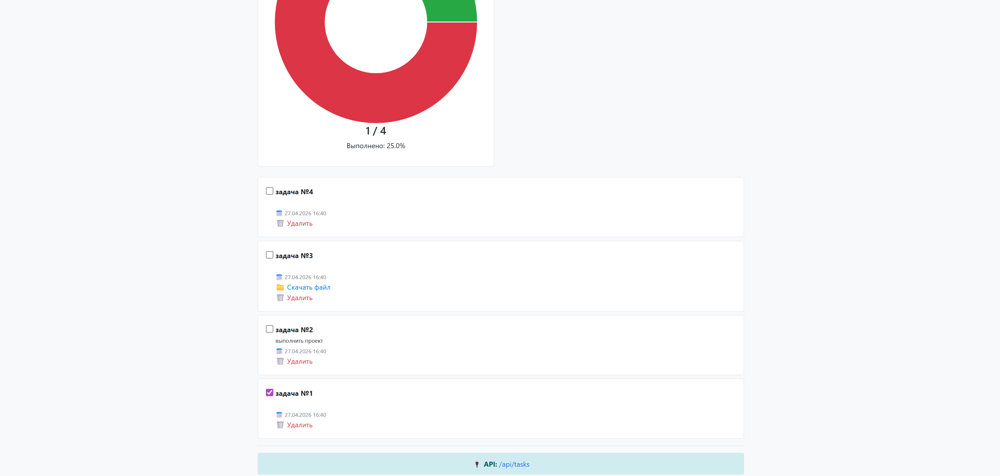 1 / 4
Выполнено: 25.0%
задача №4
27.04.2026 16:40
Удалить
задача №3
27.04.2026 16:40
Скачать файл
Удалить
задача №2
выполнить проект
27.04.2026 16:40
Удалить
задача №1
27.04.2026 16:40
Удалить
API: /api/tasks